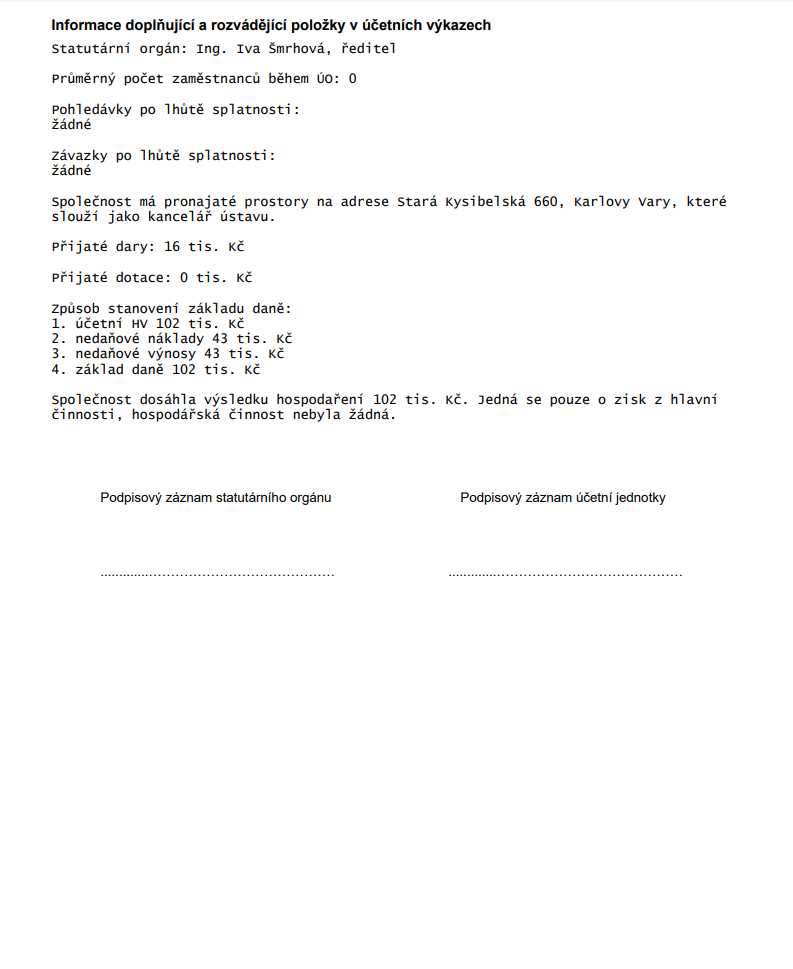 Informace doplňující a rozvádějící položky v účetních výkazech
Statutární orgán: Ing. Iva Šmrhová, ředitel
Průměrný počet zaměstnanců během ÚO: 0
Pohledávky po lhůtě splatnosti:
žádné
Závazky po lhůtě splatnosti:
žádné
Společnost má pronajaté prostory na adrese Stará Kysibelská 660, Karlovy Vary, které
slouží jako kancelář ústavu.
Přijaté dary: 16 tis. Kč
Přijaté dotace: 0 tis. Kč
Způsob stanovení základu daně:
1. účetní HV 102 tis. Kč
2. nedaňové náklady 43 tis. Kč
3. nedaňové výnosy 43 tis. Kč
4. základ daně 102 tis. Kč
Společnost dosáhla výsledku hospodaření 102 tis. Kč. Jedná se pouze o zisk z hlavní
činnosti, hospodářská činnost nebyla žádná.
Podpisový záznam statutárního orgánu Podpisový záznam účetní jednotky